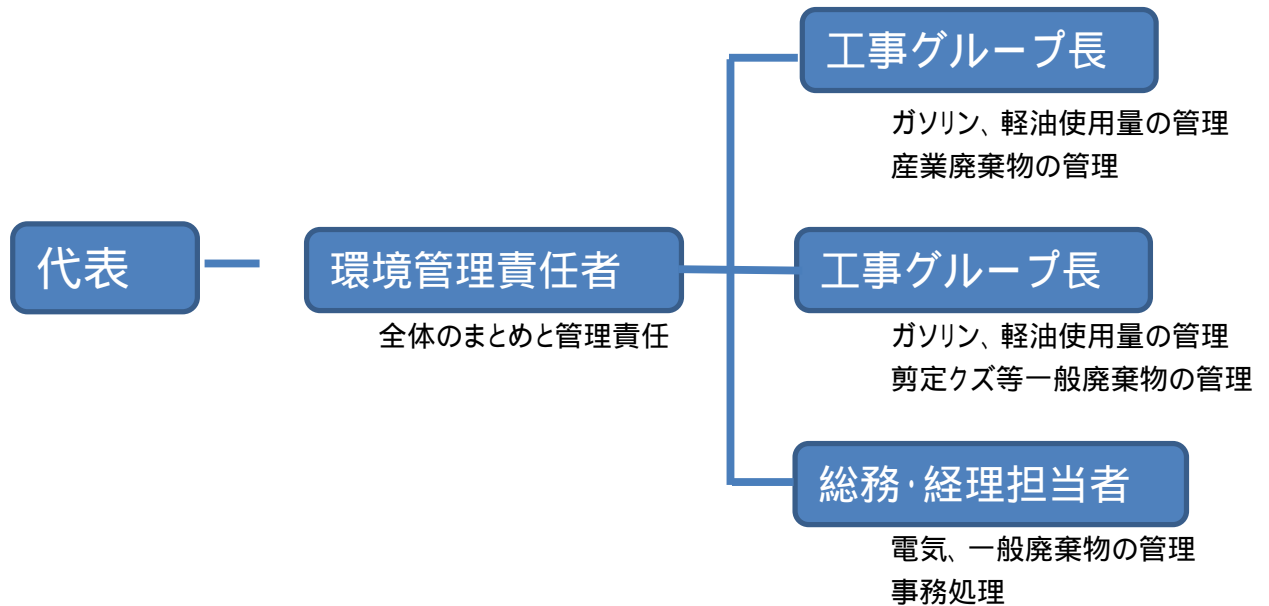 代表
環境管理責任者
全体のまとめと管理責任
工事グループ長
ガソリン、軽油使用量の管理
産業廃棄物の管理
工事グループ長
ガソリン、軽油使用量の管理
剪定クズ等一般廃棄物の管理
総務・経理担当者
電気、一般廃棄物の管理
事務処理